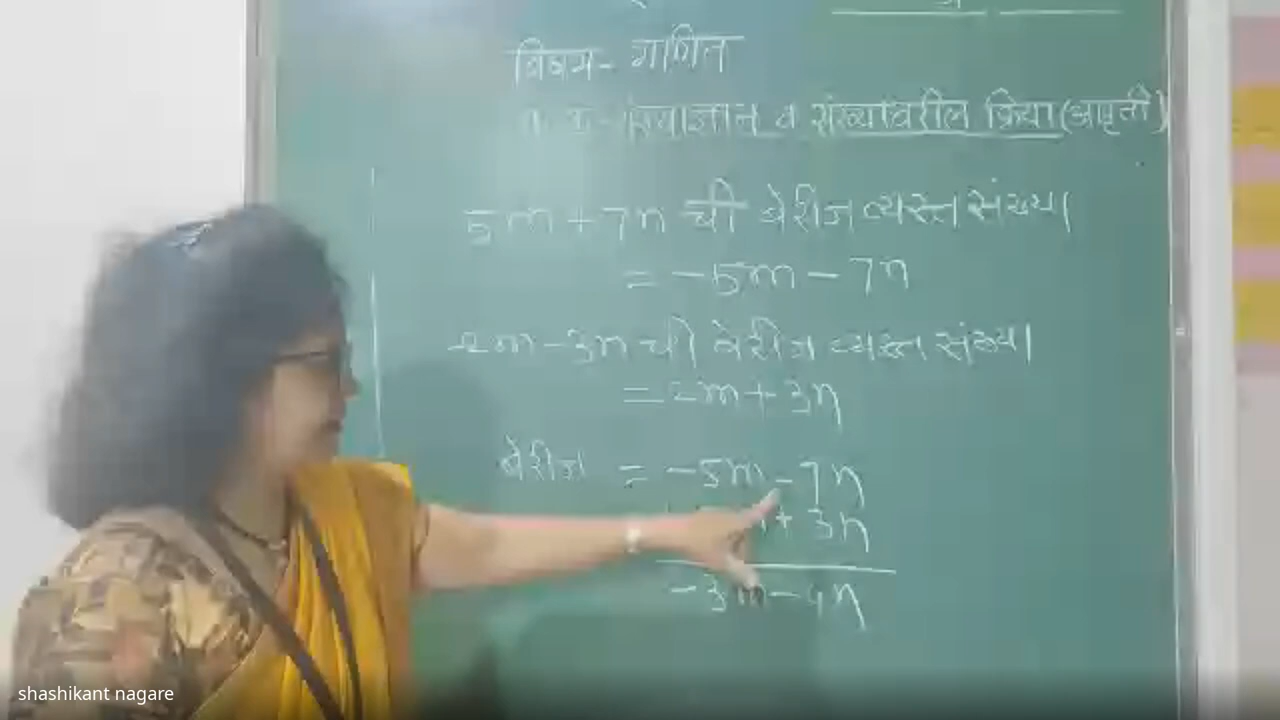 विषय- गणित
संख्याज्ञान व संख्यांवरील क्रिया(आवृत्ती)
5m + 7n ची बेरीज व्यस्त संख्या
= -5m - 7n
-2m-3n ची बेरीज व्यस्त संख्या
= 2m + 3n
बेरीज = -5m - 7n
+ 3n
-3m - 4n
shashikant nagare